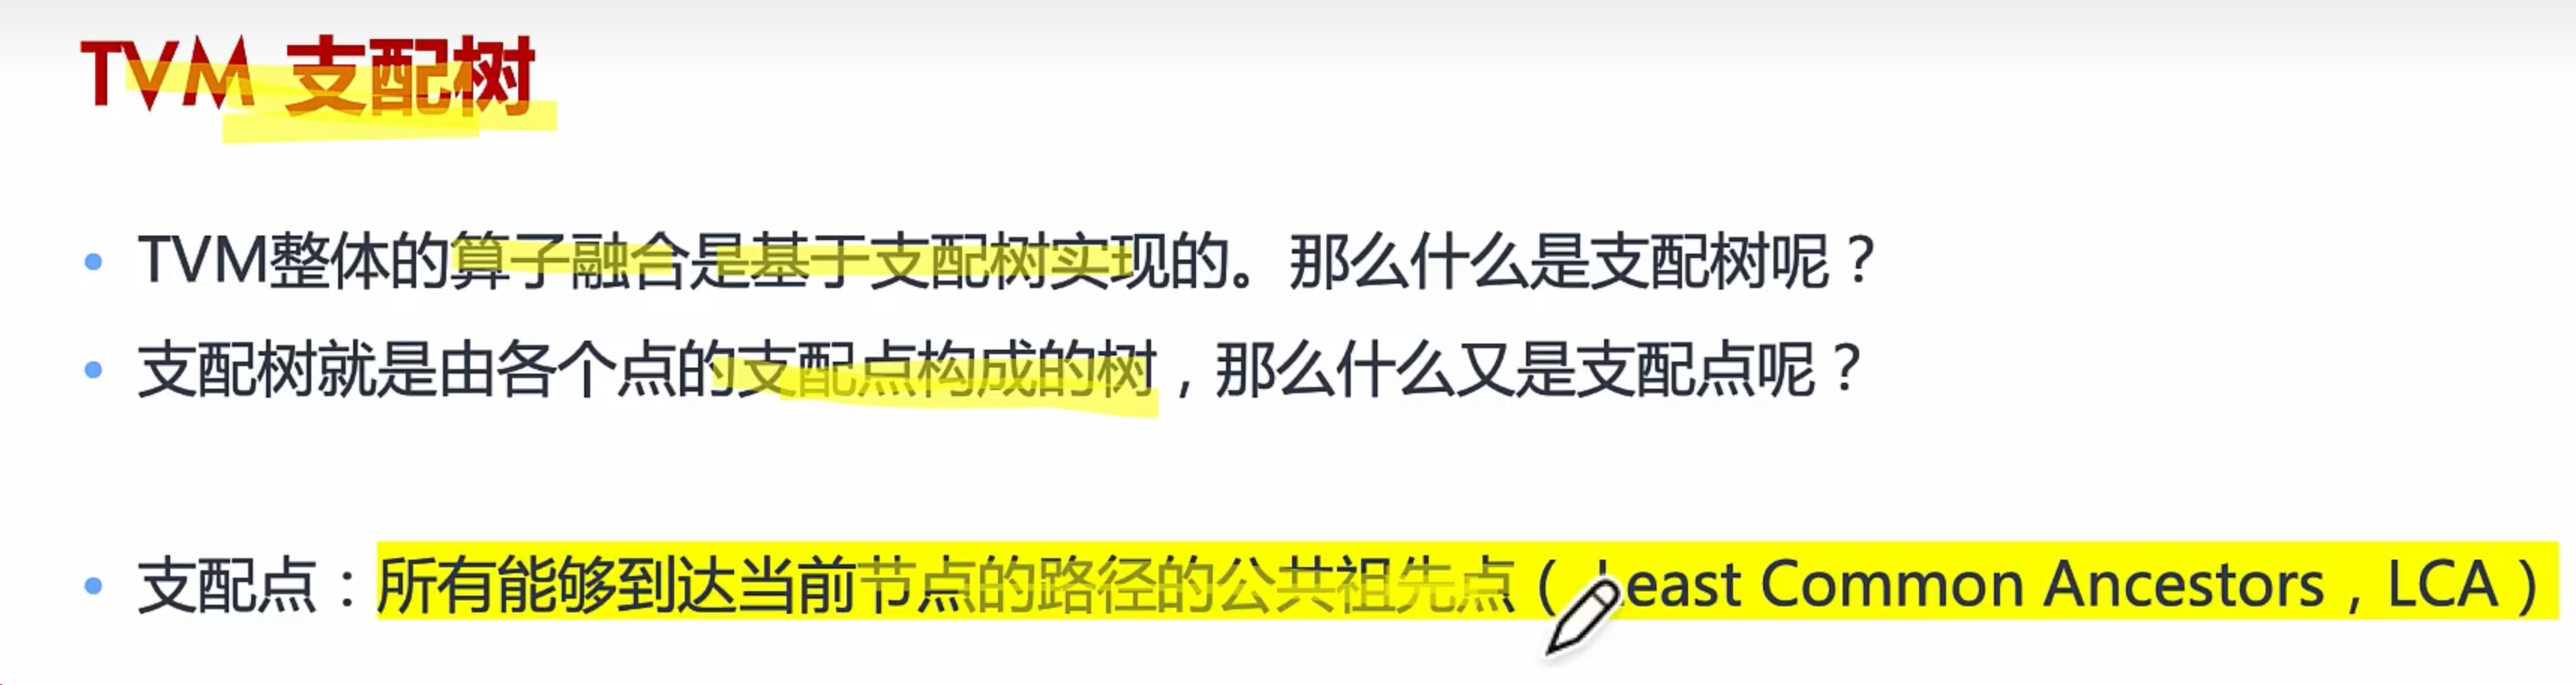 TVM 支配树
TVM整体的算子融合是基于支配树实现的。那么什么是支配树呢？
支配树就是由各个点的支配点构成的树，那么什么又是支配点呢？
支配点：所有能够到达当前节点的路径的公共祖先点（ Least Common Ancestors，LCA）